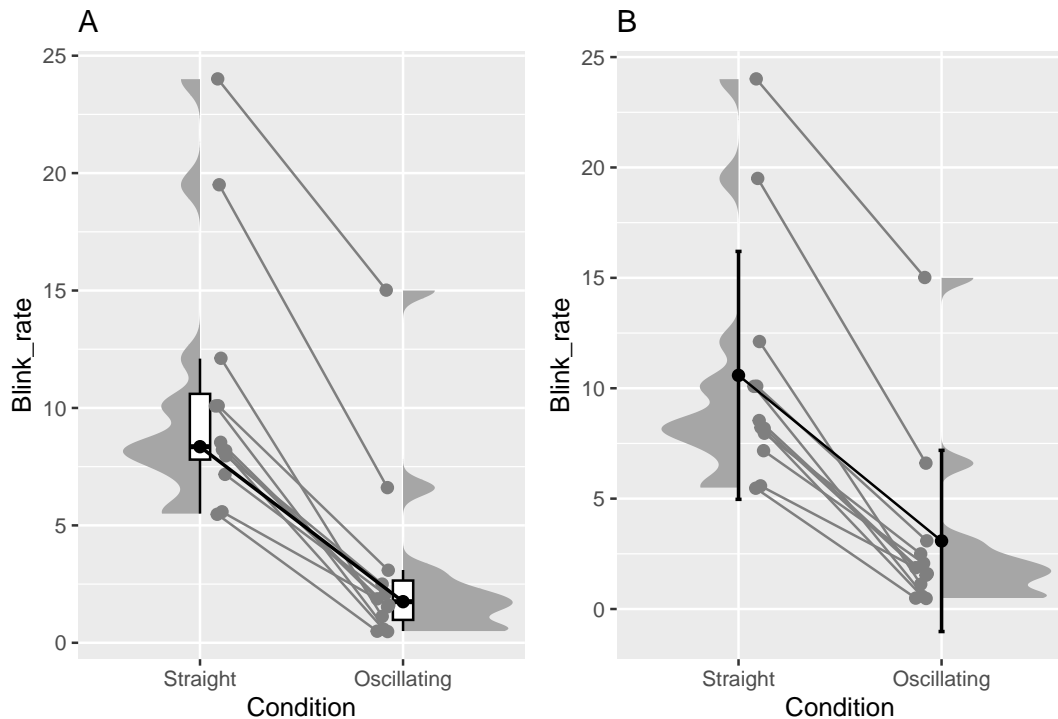 A
Blink_rate
25
20
15
10
5
0
Straight
Oscillating
Condition
B
Blink_rate
25
20
15
10
5
0
Straight
Oscillating
Condition